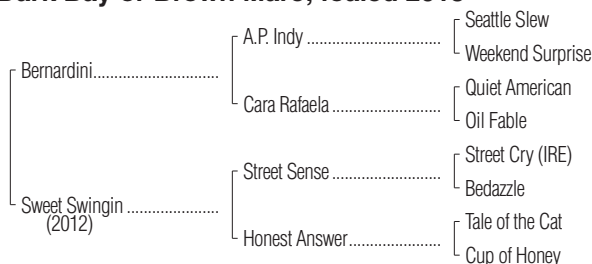 Dark Bay or Brown Mare; foaled 2018
Seattle Slew
A.P. Indy ................................
Weekend Surprise
Bernardini..............................
Quiet American
Cara Rafaela ..........................
Oil Fable
Street Cry (IRE)
Street Sense ..........................
Bedazzle
Sweet Swingin ......................
(2012)
Tale of the Cat
Honest Answer......................
Cup of Honey